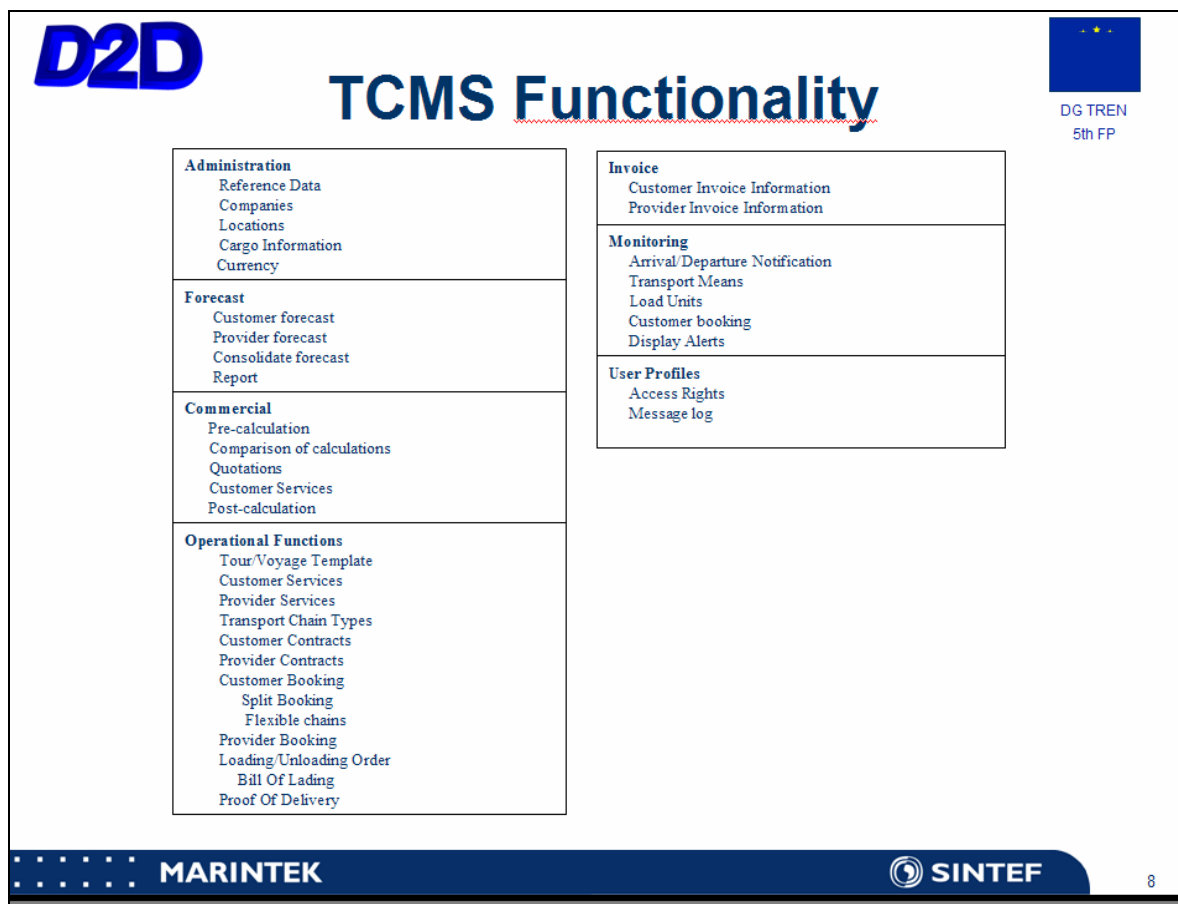 D2D
TCMS Functionality
DG TREN
5th FP
Administration
Reference Data
Companies
Locations
Cargo Information
Currency
Forecast
Customer forecast
Provider forecast
Consolidate forecast
Report
Commercial
Pre-calculation
Comparison of calculations
Quotations
Customer Services
Post-calculation
Operational Functions
Tour/Voyage Template
Customer Services
Provider Services
Transport Chain Types
Customer Contracts
Provider Contracts
Customer Booking
Split Booking
Flexible chains
Provider Booking
Loading/Unloading Order
Bill Of Lading
Proof Of Delivery
Invoice
Customer Invoice Information
Provider Invoice Information
Monitoring
Arrival/Departure Notification
Transport Means
Load Units
Customer booking
Display Alerts
User Profiles
Access Rights
Message log
MARINTEK
SINTEF
8